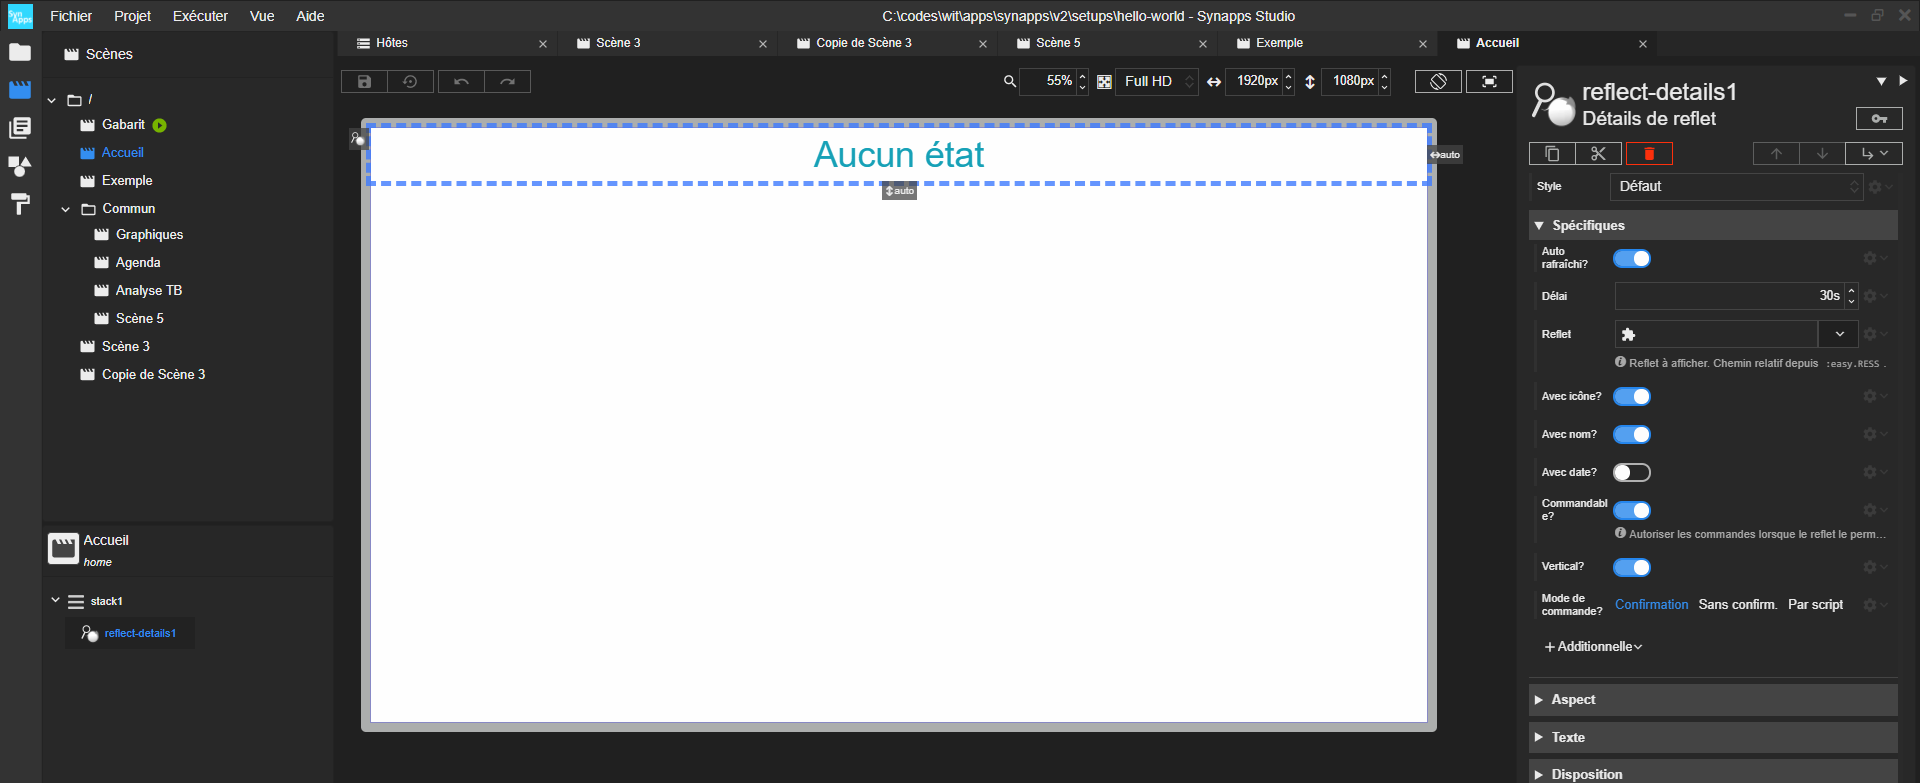 Syn
Apps
Fichier Projet Exécuter Vue Aide
C:\codes\wit\apps\synapps\v2\setups\hello-world - Synapps Studio
Scènes
/
Gabarit
Accueil
Exemple
Commun
Graphiques
Agenda
Analyse TB
Scène 5
Scène 3
Copie de Scène 3
Accueil
home
stack1
reflect-details1
Hôtes
Scène 3
Copie de Scène 3
Scène 5
Exemple
Accueil
55% Full HD 1920px 1080px
Aucun état
auto
auto
reflect-details1
Détails de reflet
Style Défaut
Spécifiques
Auto
rafraîchi?
Délai 30s
Reflet
Reflet à afficher. Chemin relatif depuis :easy.RESS .
Avec icône?
Avec nom?
Avec date?
Commandabl
e?
Autoriser les commandes lorsque le reflet le perm...
Vertical?
Mode de
commande?
Confirmation Sans confirm. Par script
Additionnelle
Aspect
Texte
Disposition